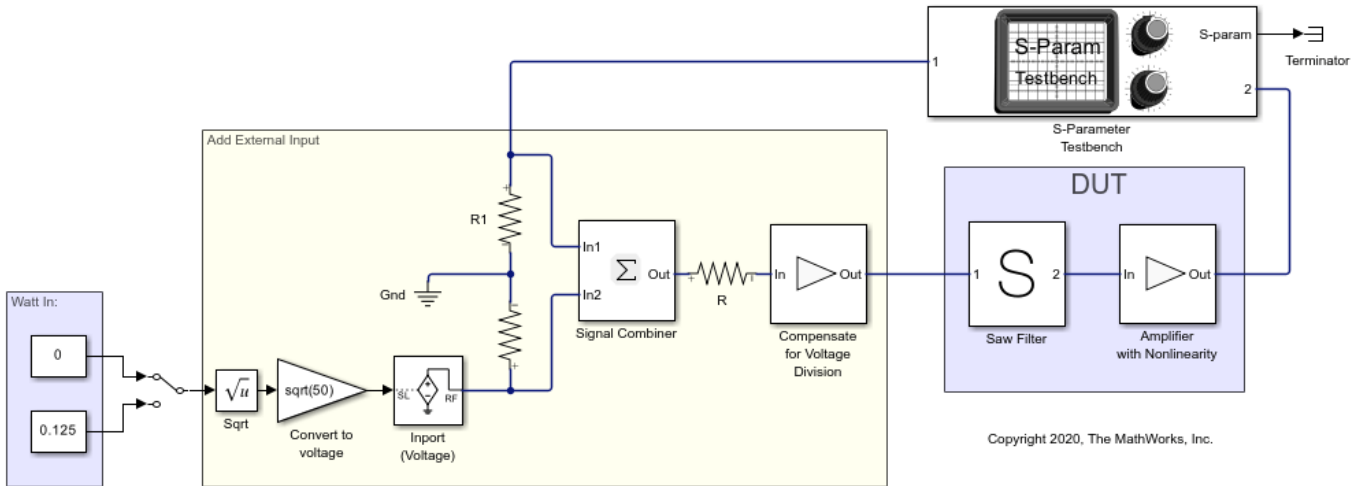 S-Param
Testbench
1
S-param
2
Terminator
S-Parameter
Testbench
Add External Input
R1
Gnd
In1
In2
Σ
Out
Signal Combiner
R
In
Out
Compensate
for Voltage
Division
DUT
1
S
2
Saw Filter
In
Out
Amplifier
with Nonlinearity
Watt In:
0
0.125
√u
Sqrt
sqrt(50)
Convert to
voltage
SL
RF
Inport
(Voltage)
Copyright 2020, The MathWorks, Inc.